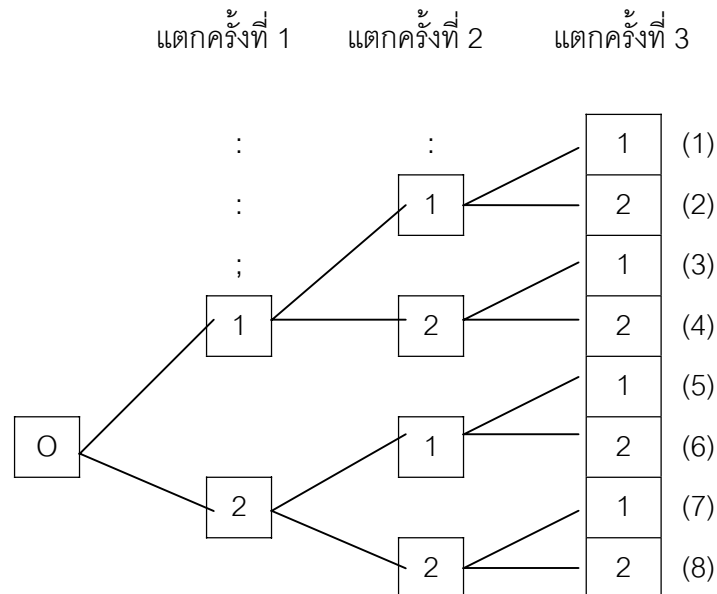 แตกครั้งที่ 1 แตกครั้งที่ 2 แตกครั้งที่ 3
: : 1 (1)
: 1 2 (2)
; 1 (3)
1 2 2 (4)
1 (5)
O 1 2 (6)
2 1 (7)
2 2 (8)